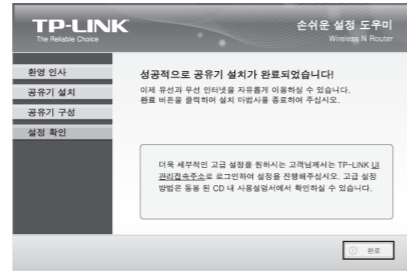 TP-LINK
The Reliable Choice
손쉬운 설정 도우미
Wireless N Router
환영 인사
공유기 설치
공유기 구성
설정 확인
성공적으로 공유기 설치가 완료되었습니다!
이제 유선과 무선 인터넷을 자유롭게 이용하실 수 있습니다.
완료 버튼을 클릭하여 설치 마법사를 종료하여 주십시오.
더욱 세부적인 고급 설정을 원하시는 고객님께서는 TP-LINK UI
관리접속주소로 로그인하여 설정을 진행해주십시오. 고급 설정
방법은 동봉 된 CD 내 사용설명서에서 확인하실 수 있습니다.
완료